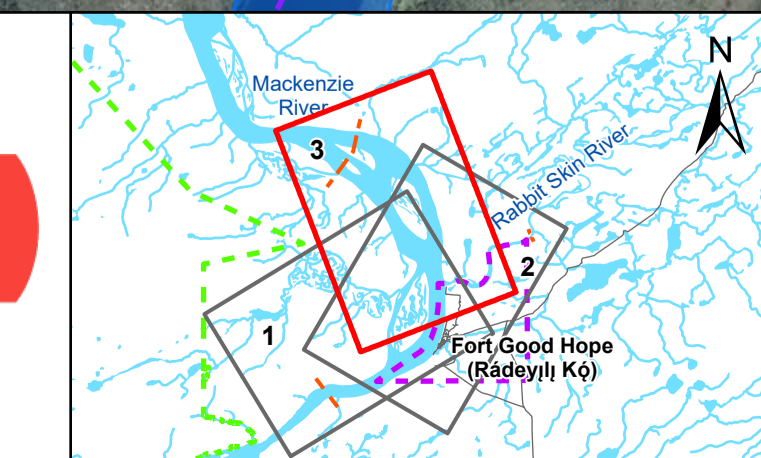 N
Mackenzie
River
3
Rabbit Skin River
2
1
Fort Good Hope
(Rádeyı̨lı̨ Kǫ́)